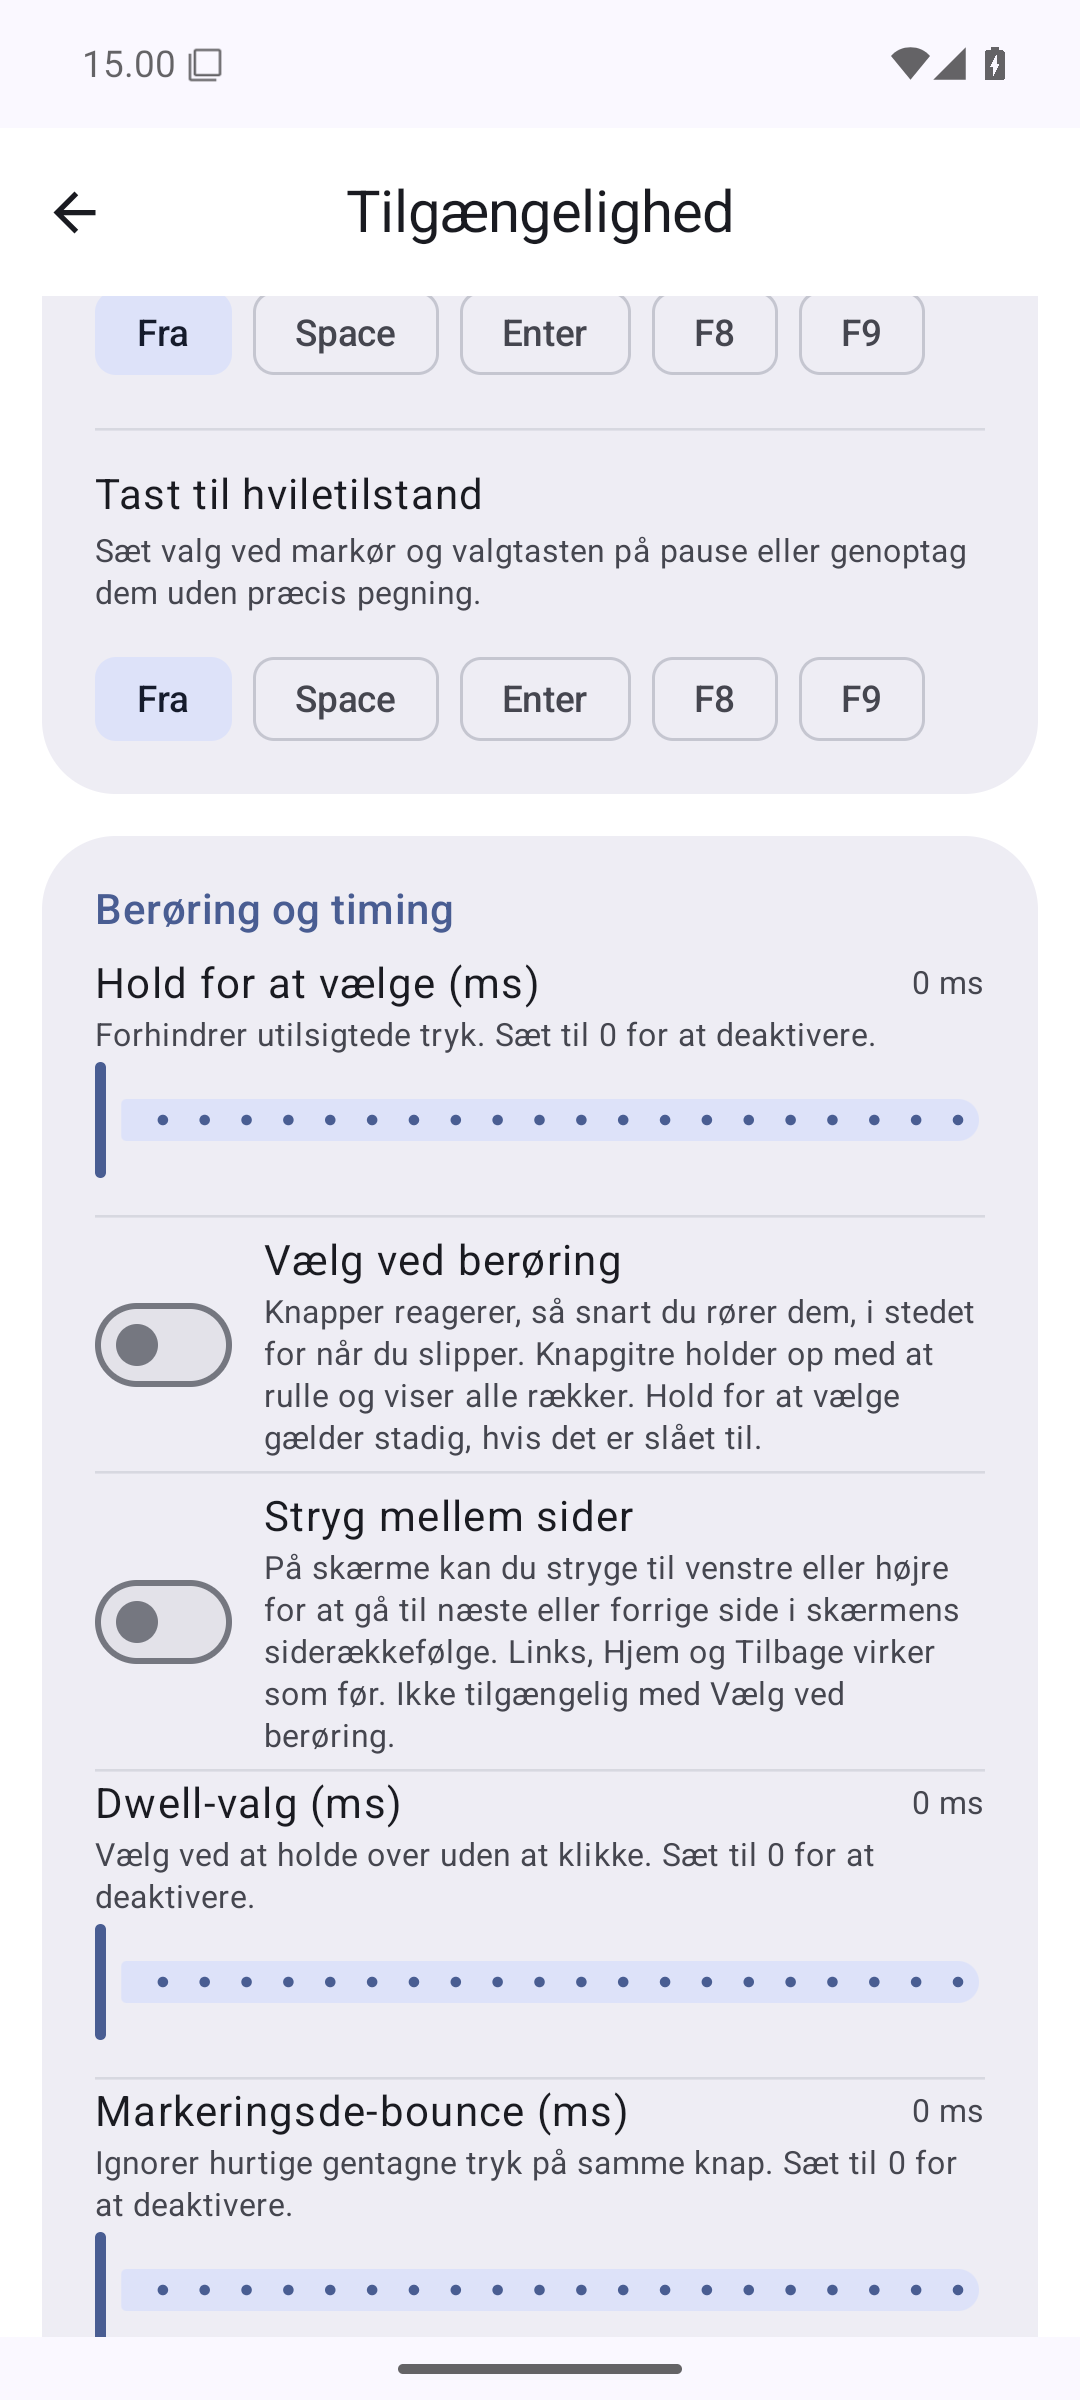 15.00
Tilgængelighed
Fra Space Enter F8 F9
Tast til hviletilstand
Sæt valg ved markør og valgtasten på pause eller genoptag
dem uden præcis pegning.
Fra Space Enter F8 F9
Berøring og timing
Hold for at vælge (ms) 0 ms
Forhindrer utilsigtede tryk. Sæt til 0 for at deaktivere.
Vælg ved berøring
Knapper reagerer, så snart du rører dem, i stedet
for når du slipper. Knapgitre holder op med at
rulle og viser alle rækker. Hold for at vælge
gælder stadig, hvis det er slået til.
Stryg mellem sider
På skærme kan du stryge til venstre eller højre
for at gå til næste eller forrige side i skærmens
siderækkefølge. Links, Hjem og Tilbage virker
som før. Ikke tilgængelig med Vælg ved
berøring.
Dwell-valg (ms) 0 ms
Vælg ved at holde over uden at klikke. Sæt til 0 for at
deaktivere.
Markeringsde-bounce (ms) 0 ms
Ignorer hurtige gentagne tryk på samme knap. Sæt til 0 for
at deaktivere.